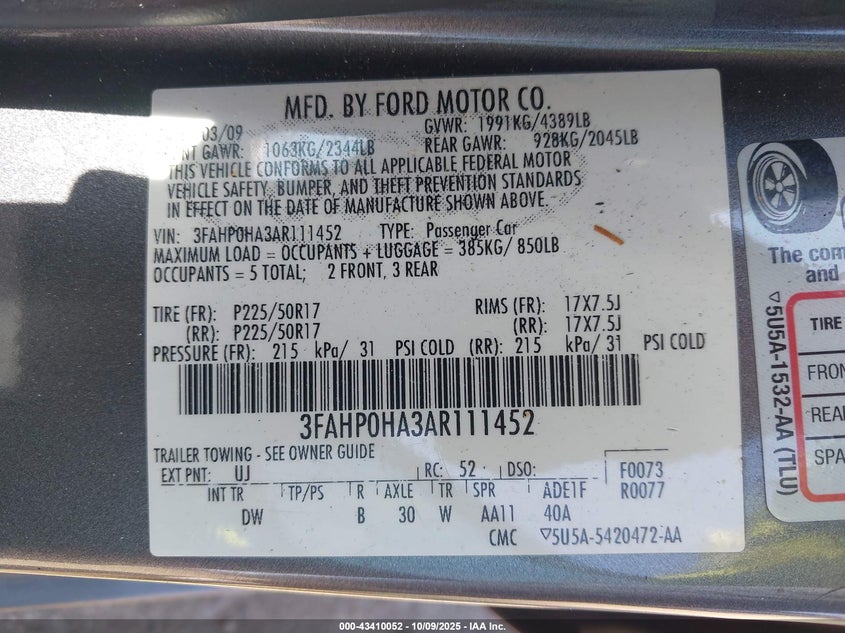 MFD. BY FORD MOTOR CO.
03/09 GVWR: 1991KG/4389LB
GAWR: 1063KG/2344LB REAR GAWR: 928KG/2045LB
THIS VEHICLE CONFORMS TO ALL APPLICABLE FEDERAL MOTOR
VEHICLE SAFETY, BUMPER, AND THEFT PREVENTION STANDARDS
IN EFFECT ON THE DATE OF MANUFACTURE SHOWN ABOVE.
VIN: 3FAHP0HA3AR111452 TYPE: Passenger Car
MAXIMUM LOAD = OCCUPANTS + LUGGAGE = 385KG/ 850LB
OCCUPANTS = 5 TOTAL; 2 FRONT, 3 REAR
TIRE (FR): P225/50R17 RIMS (FR): 17X7.5J
(RR): P225/50R17 (RR): 17X7.5J
PRESSURE (FR): 215 kPa/ 31 PSI COLD (RR): 215 kPa/ 31 PSI COLD
3FAHP0HA3AR111452
TRAILER TOWING - SEE OWNER GUIDE
EXT PNT: UJ RC: 52 DSO: F0073
INT TR TP/PS R AXLE TR SPR ADE1F R0077
DW B 30 W AA11 40A
CMC 5U5A-5420472-AA
The com
and
TIRE
FRON
REAR
SPA
5U5A-1532-AA (TLU)
000-43410052 - 10/09/2025 - IAA Inc.